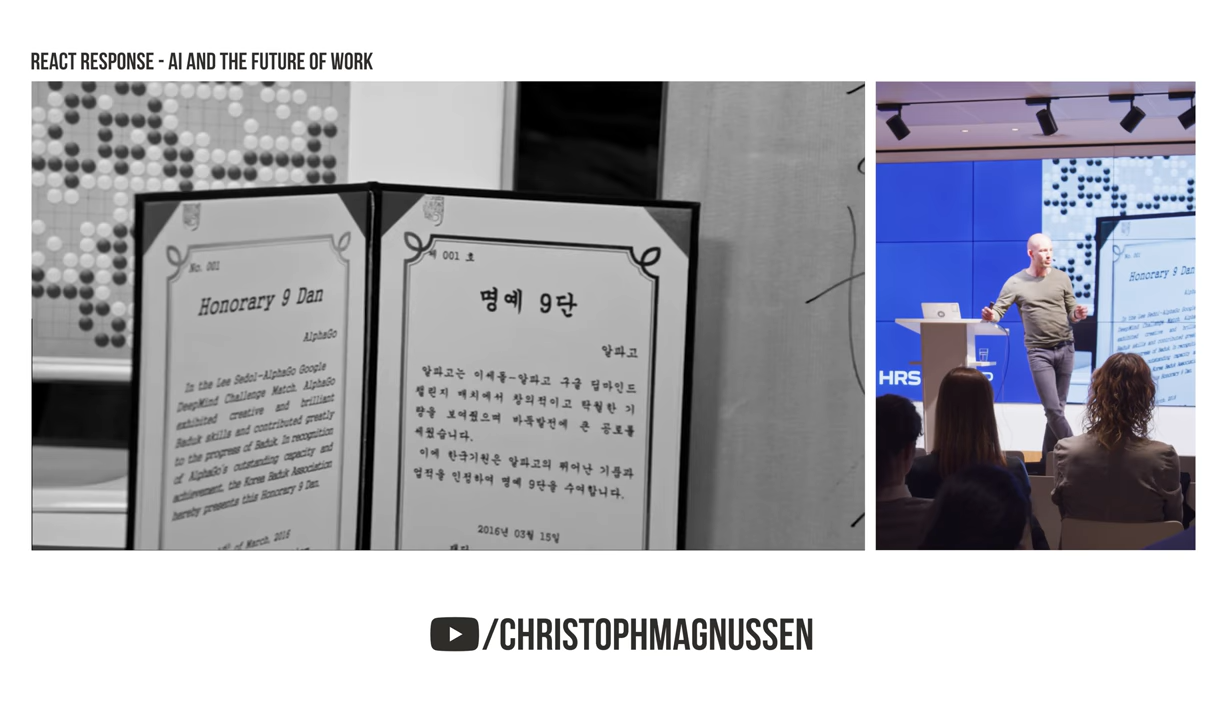 REACT RESPONSE - AI AND THE FUTURE OF WORK
No. 001
Honorary 9 Dan
AlphaGo
In the Lee Sedol-AlphaGo Google
DeepMind Challenge Match, AlphaGo
exhibited creative and brilliant
Baduk skills and contributed greatly
to the progress of Baduk. In recognition
of AlphaGo's outstanding capacity and
achievement, the Korea Baduk Association
hereby presents this Honorary 9 Dan.
of March, 2016
제 001 호
명예 9단
알파고
알파고는 이세돌-알파고 구글 딥마인드
챌린지 매치에서 창의적이고 탁월한 기
량을 보여줬으며 바둑발전에 큰 공로를
세웠습니다.
이에 한국기원은 알파고의 뛰어난 기품과
업적을 인정하여 명예 9단을 수여합니다.
2016년 03월 15일
HRS
Honorary 9 Dan
/CHRISTOPHMAGNUSSEN